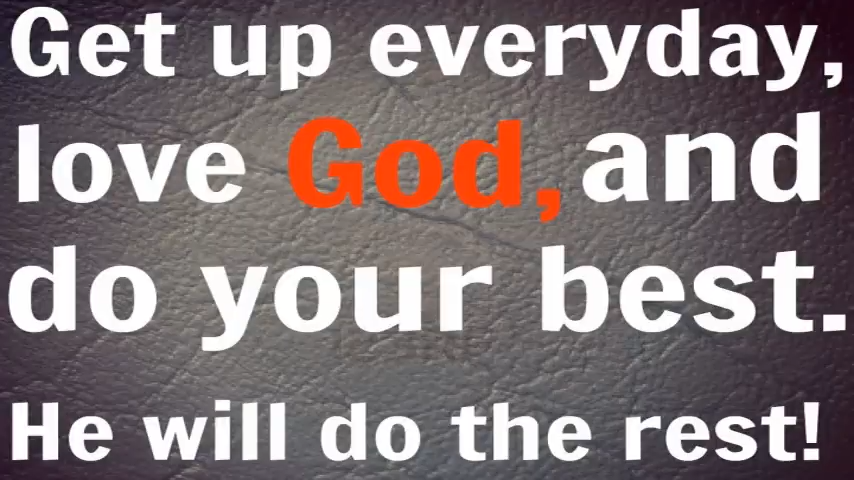 Get up everyday,
love God, and
do your best.
He will do the rest!